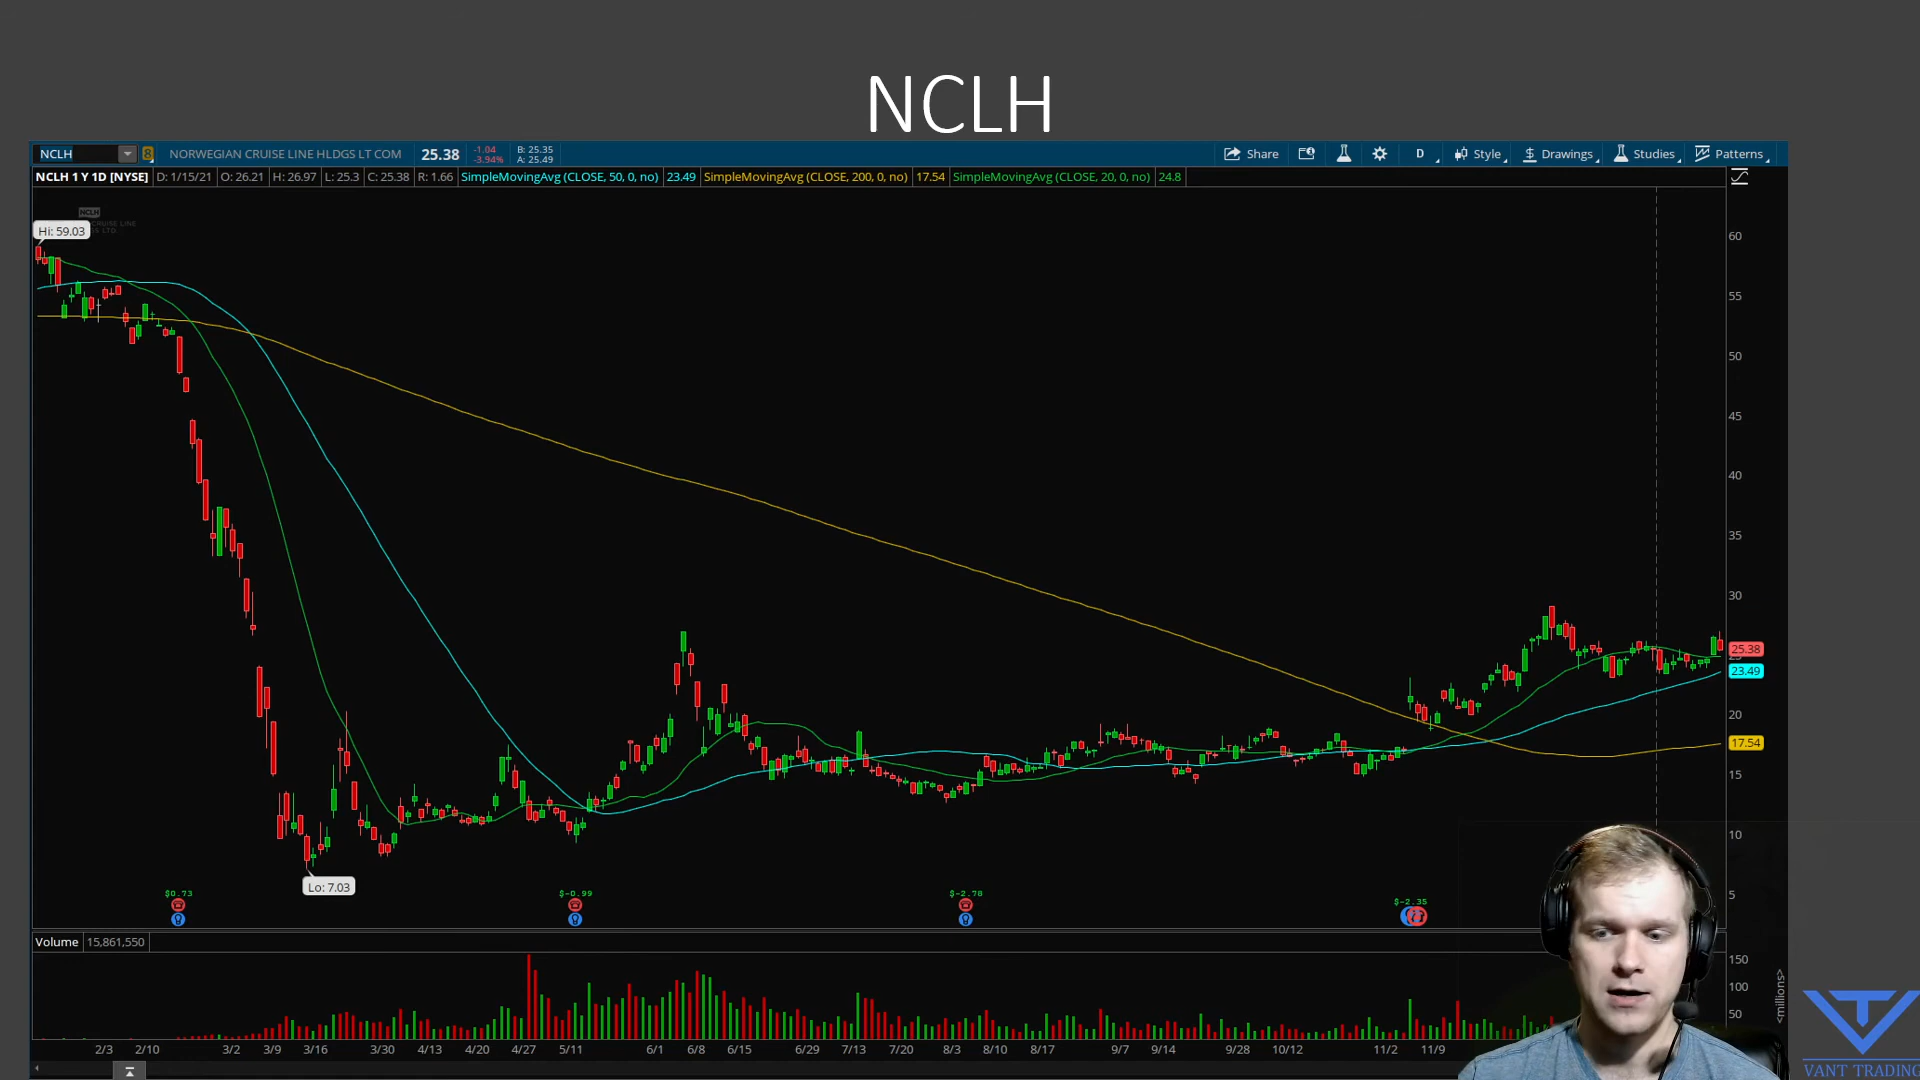 NCLH
NCLH
8
NORWEGIAN CRUISE LINE HLDGS LT COM
25.38
-1.04
-3.94%
B: 25.35
A: 25.49
Share
D
Style
$ Drawings
Studies
Patterns
NCLH 1 Y 1D [NYSE]
D: 1/15/21
O: 26.21
H: 26.97
L: 25.3
C: 25.38
R: 1.66
SimpleMovingAvg (CLOSE, 50, 0, no)
23.49
SimpleMovingAvg (CLOSE, 200, 0, no)
17.54
SimpleMovingAvg (CLOSE, 20, 0, no)
24.8
NCLH
CRUISE LINE
Hi: 59.03
60
55
50
45
40
35
30
25.38
23.49
20
17.54
15
10
5
Lo: 7.03
$0.73
$-0.99
$-2.78
$-2.35
Volume
15,861,550
150
100
50
<millions>
2/3 2/10 3/2 3/9 3/16 3/30 4/13 4/20 4/27 5/11 6/1 6/8 6/15 6/29 7/13 7/20 8/3 8/10 8/17 9/7 9/14 9/28 10/12 11/2 11/9
VANT TRADING